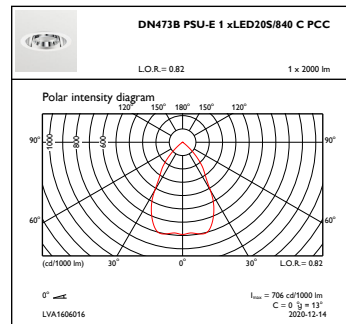 DN473B PSU-E 1 xLED20S/840 C PCC
L.O.R.= 0.82 1 x 2000 lm
Polar intensity diagram
120° 150° 180° 150° 120°
90° 1000 800 600 90°
60° 60°
(cd/1000 lm) 30° 0° 30° L.O.R.= 0.82
0° Imax = 706 cd/1000 lm
C = 0 °g = 13°
LVA1606016 2020-12-14